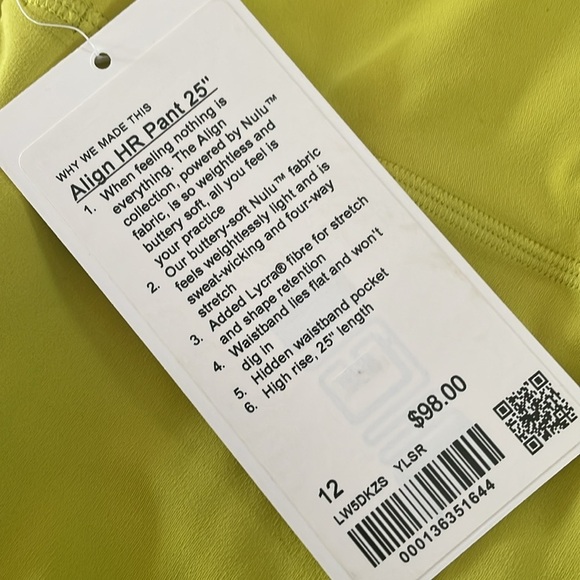 WHY WE MADE THIS
Align HR Pant 25"
1. When feeling nothing is
everything. The Align
collection, powered by Nulu™
fabric, is so weightless and
buttery soft, all you feel is
your practice
2. Our buttery-soft Nulu™ fabric
feels weightlessly light and is
sweat-wicking and four-way
stretch
3. Added Lycra® fibre for stretch
and shape retention
4. Waistband lies flat and won't
dig in
5. Hidden waistband pocket
6. High rise, 25" length
$98.00
12
LW5DKZS YLSR
000136351644